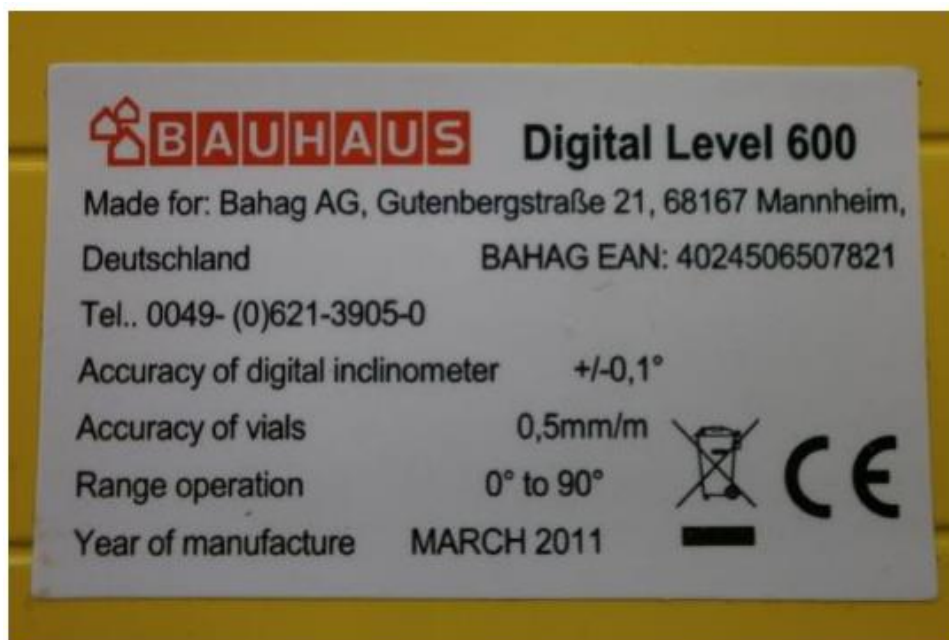 BAUHAUS Digital Level 600
Made for: Bahag AG, Gutenbergstraße 21, 68167 Mannheim,
Deutschland BAHAG EAN: 4024506507821
Tel.. 0049- (0)621-3905-0
Accuracy of digital inclinometer +/-0,1°
Accuracy of vials 0,5mm/m
Range operation 0° to 90°
Year of manufacture MARCH 2011
CE